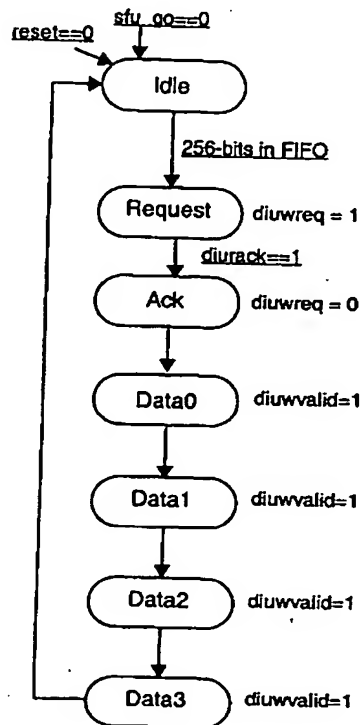 sfu_go==0
reset==0
Idle
256-bits in FIFO
Request
diuwreq = 1
diurack==1
Ack
diuwreq = 0
Data0
diuwvalid=1
Data1
diuwvalid=1
Data2
diuwvalid=1
Data3
diuwvalid=1